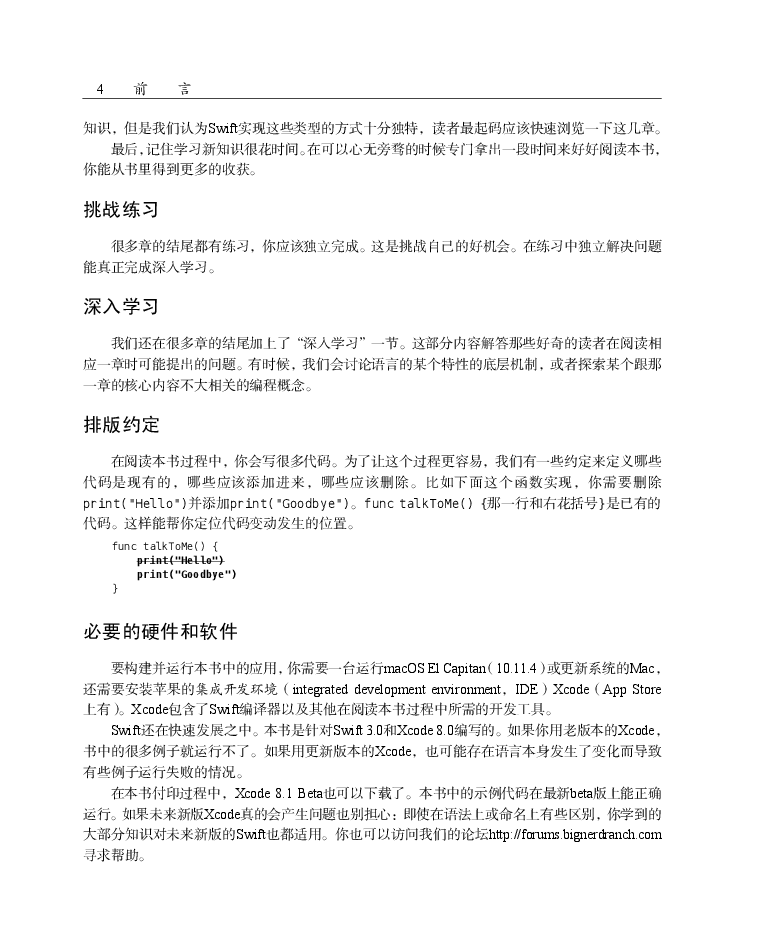 4 前 言
知识，但是我们认为Swift实现这些类型的方式十分独特，读者最起码应该快速浏览一下这几章。
最后，记住学习新知识很花时间。在可以心无旁骛的时候专门拿出一段时间来好好阅读本书，
你能从书里得到更多的收获。
挑战练习
很多章的结尾都有练习，你应该独立完成。这是挑战自己的好机会。在练习中独立解决问题
能真正完成深入学习。
深入学习
我们还在很多章的结尾加上了“深入学习”一节。这部分内容解答那些好奇的读者在阅读相
应一章时可能提出的问题。有时候，我们会讨论语言的某个特性的底层机制，或者探索某个跟那
一章的核心内容不大相关的编程概念。
排版约定
在阅读本书过程中，你会写很多代码。为了让这个过程更容易，我们有一些约定来定义哪些
代码是现有的，哪些应该添加进来，哪些应该删除。比如下面这个函数实现，你需要删除
print("Hello")并添加print("Goodbye")。func talkToMe() {那一行和右花括号}是已有的
代码。这样能帮你定位代码变动发生的位置。
func talkToMe() {
print("Hello")
print("Goodbye")
}
必要的硬件和软件
要构建并运行本书中的应用，你需要一台运行macOS El Capitan（10.11.4）或更新系统的Mac，
还需要安装苹果的集成开发环境（integrated development environment，IDE）Xcode（App Store
上有）。Xcode包含了Swift编译器以及其他在阅读本书过程中所需的开发工具。
Swift还在快速发展之中。本书是针对Swift 3.0和Xcode 8.0编写的。如果你用老版本的Xcode，
书中的很多例子就运行不了。如果用更新版本的Xcode，也可能存在语言本身发生了变化而导致
有些例子运行失败的情况。
在本书付印过程中，Xcode 8.1 Beta也可以下载了。本书中的示例代码在最新beta版上能正确
运行。如果未来新版Xcode真的会产生问题也别担心；即使在语法上或命名上有些区别，你学到的
大部分知识对未来新版的Swift也都适用。你也可以访问我们的论坛http://forums.bignerdranch.com
寻求帮助。